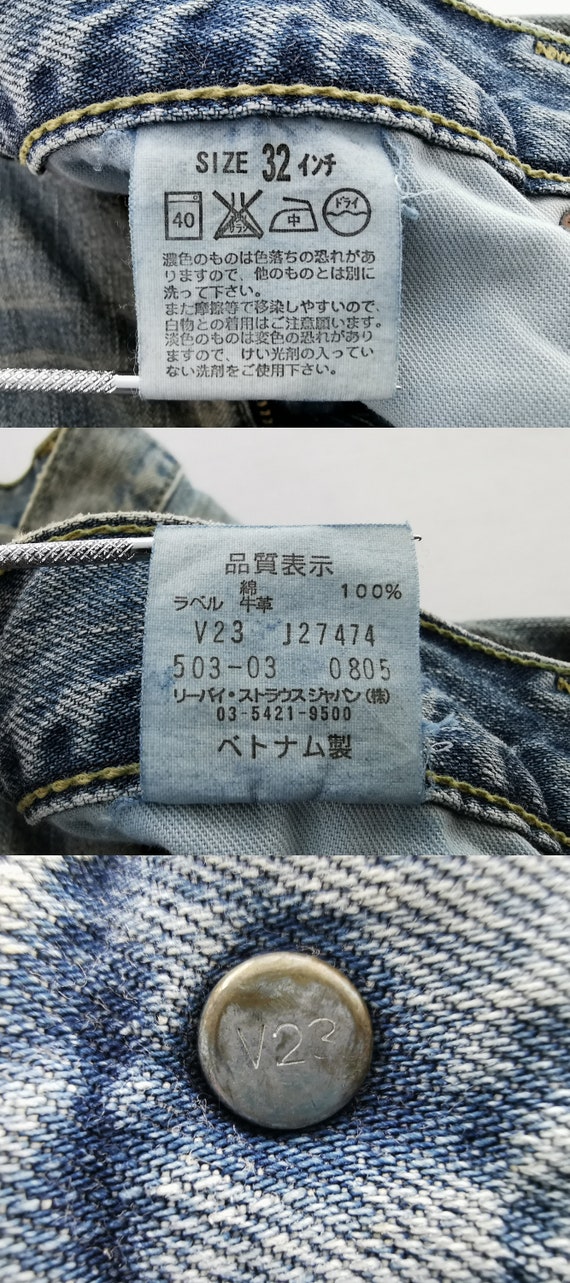 SIZE 32 インチ
40 中 ドライ
濃色のものは色落ちの恐れがあ
りますので、他のものとは別に
洗って下さい。
また摩擦等で移染しやすいので、
白物との着用はご注意願います。
淡色のものは変色の恐れがあり
ますので、けい光剤の入ってい
ない洗剤をご使用下さい。
品質表示
綿 100%
ラベル 牛革
V23 J27474
503-03 0805
リーバイ・ストラウスジャパン(株)
03-5421-9500
ベトナム製
V23